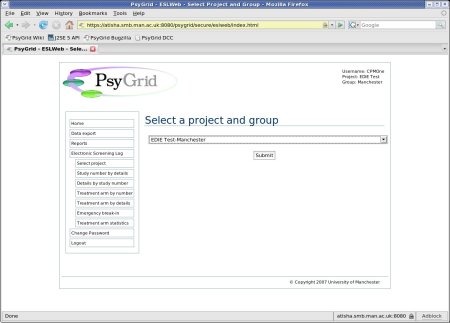 PsyGrid - ESLWeb - Select Project and Group - Mozilla Firefox
File Edit View History Bookmarks Tools Help
https://atisha.smb.man.ac.uk:8080/psygrid/secure/eslweb/index.html
Google
PsyGrid Wiki J2SE 5 API PsyGrid Bugzilla PsyGrid DCC
PsyGrid - ESLWeb - Sele...
PsyGrid
Username: CPMOne
Project: EDIE Test
Group: Manchester
Home
Data export
Reports
Electronic Screening Log
Select project
Study number by details
Details by study number
Treatment arm by number
Treatment arm by details
Emergency break-in
Treatment arm statistics
Change Password
Logout
Select a project and group
EDIE Test-Manchester
Submit
© Copyright 2007 University of Manchester
Done
atisha.smb.man.ac.uk:8080
Adblock